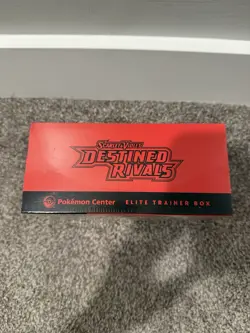 Scarlet & Violet
DESTINED
RIVALS
Pokémon Center ELITE TRAINER BOX